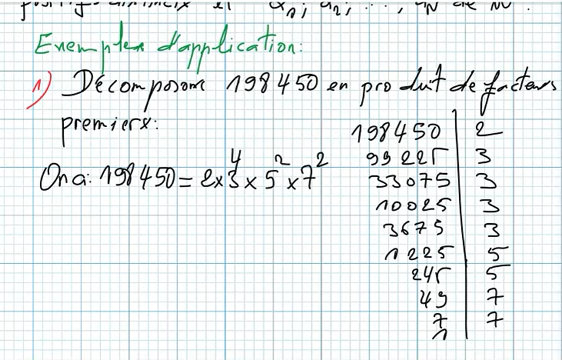 Exemples d'application:
1) Décomposons 198450 en produit de facteurs
premiers:
On a: 198450 = 2 × 3⁴ × 5² × 7²
198450 | 2
99225 | 3
33075 | 3
10025 | 3
3675 | 3
1225 | 5
245 | 5
49 | 7
7 | 7
1